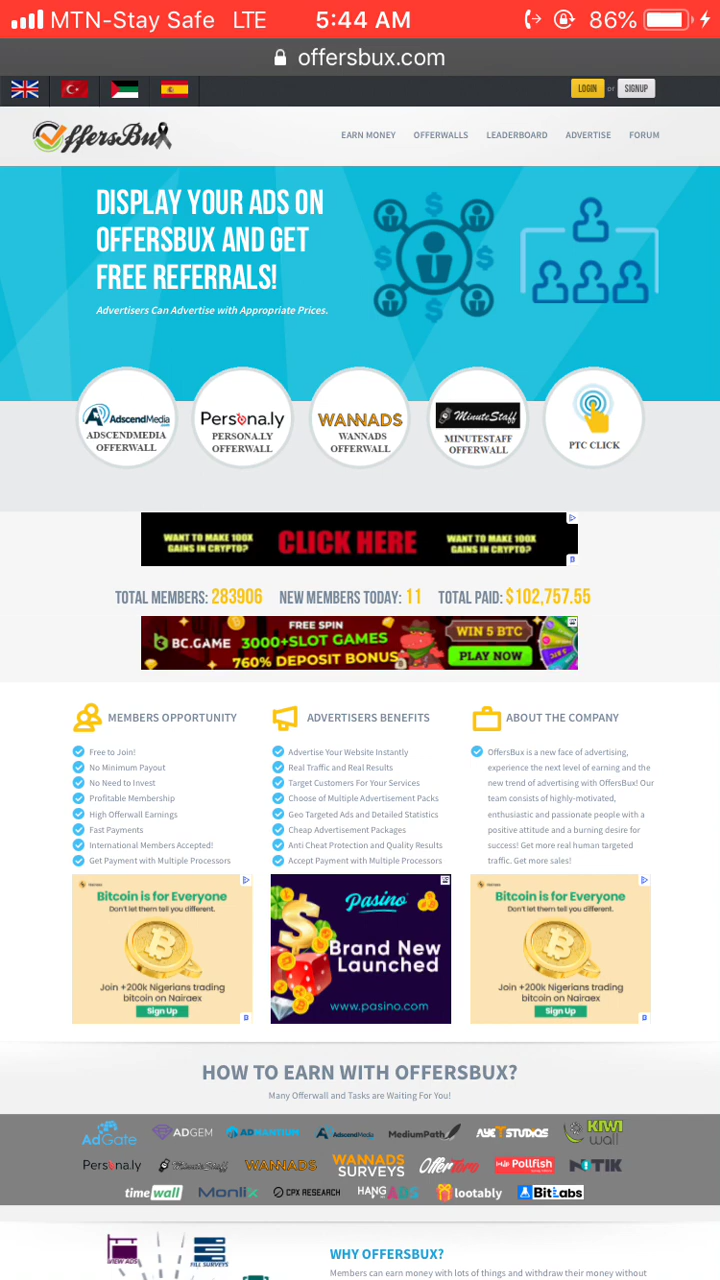 MTN-Stay Safe LTE 5:44 AM 86%
offersbux.com
LOGIN or SIGNUP
OffersBux
EARN MONEY OFFERWALLS LEADERBOARD ADVERTISE FORUM
DISPLAY YOUR ADS ON
OFFERSBUX AND GET
FREE REFERRALS!
Advertisers Can Advertise with Appropriate Prices.
AdscendMedia
ADSCENDMEDIA
OFFERWALL
Persona.ly
PERSONA.LY
OFFERWALL
WANNADS
WANNADS
OFFERWALL
MinuteStaff
MINUTESTAFF
OFFERWALL
PTC CLICK
WANT TO MAKE 100X
GAINS IN CRYPTO?
CLICK HERE
WANT TO MAKE 100X
GAINS IN CRYPTO?
TOTAL MEMBERS: 283906 NEW MEMBERS TODAY: 11 TOTAL PAID: $102,757.55
BC.GAME
FREE SPIN
3000+SLOT GAMES
760% DEPOSIT BONUS
WIN 5 BTC
PLAY NOW
MEMBERS OPPORTUNITY
Free to Join!
No Minimum Payout
No Need to Invest
Profitable Membership
High Offerwall Earnings
Fast Payments
International Members Accepted!
Get Payment with Multiple Processors
ADVERTISERS BENEFITS
Advertise Your Website Instantly
Real Traffic and Real Results
Target Customers For Your Services
Choose of Multiple Advertisement Packs
Geo Targeted Ads and Detailed Statistics
Cheap Advertisement Packages
Anti Cheat Protection and Quality Results
Accept Payment with Multiple Processors
ABOUT THE COMPANY
OffersBux is a new face of advertising,
experience the next level of earning and the
new trend of advertising with OffersBux! Our
team consists of highly-motivated,
enthusiastic and passionate people with a
positive attitude and a burning desire for
success! Get more real human targeted
traffic. Get more sales!
Bitcoin is for Everyone
Don't let them tell you different.
Join +200k Nigerians trading
bitcoin on Nairaex
Sign Up
Pasino
Brand New
Launched
www.pasino.com
Bitcoin is for Everyone
Don't let them tell you different.
Join +200k Nigerians trading
bitcoin on Nairaex
Sign Up
HOW TO EARN WITH OFFERSBUX?
Many Offerwall and Tasks are Waiting For You!
AdGate ADGEM ADMANTIUM AdscendMedia MediumPath AYET STUDIOS KIWI wall
Persona.ly MinuteStaff WANNADS WANNADS SURVEYS OfferToro Pollfish NOTIK
timewall Monlix CPX RESEARCH HANG ADS lootably BitLabs
VIEW ADS
FILL SURVEYS
WHY OFFERSBUX?
Members can earn money with lots of things and withdraw their money without